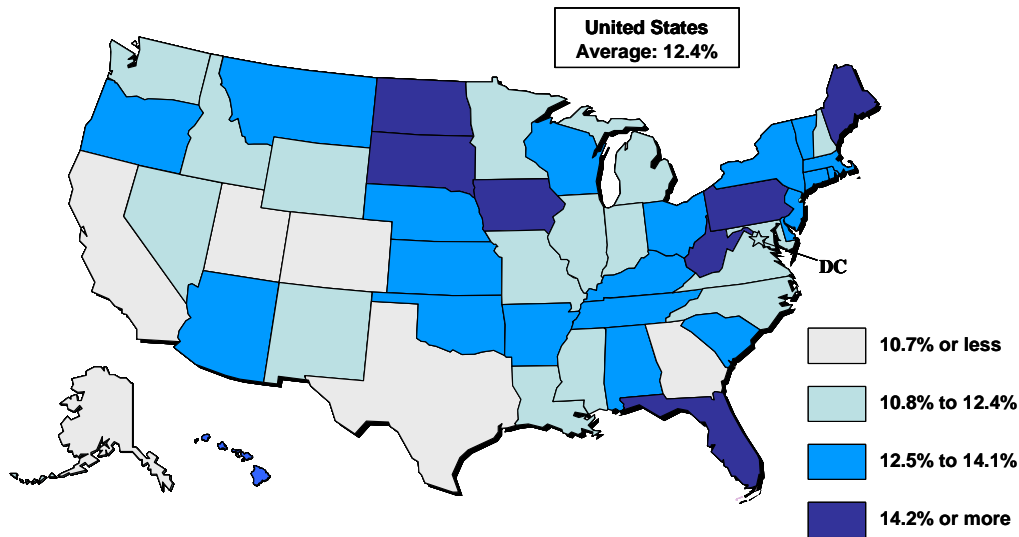 United States
Average: 12.4%
DC
10.7% or less
10.8% to 12.4%
12.5% to 14.1%
14.2% or more